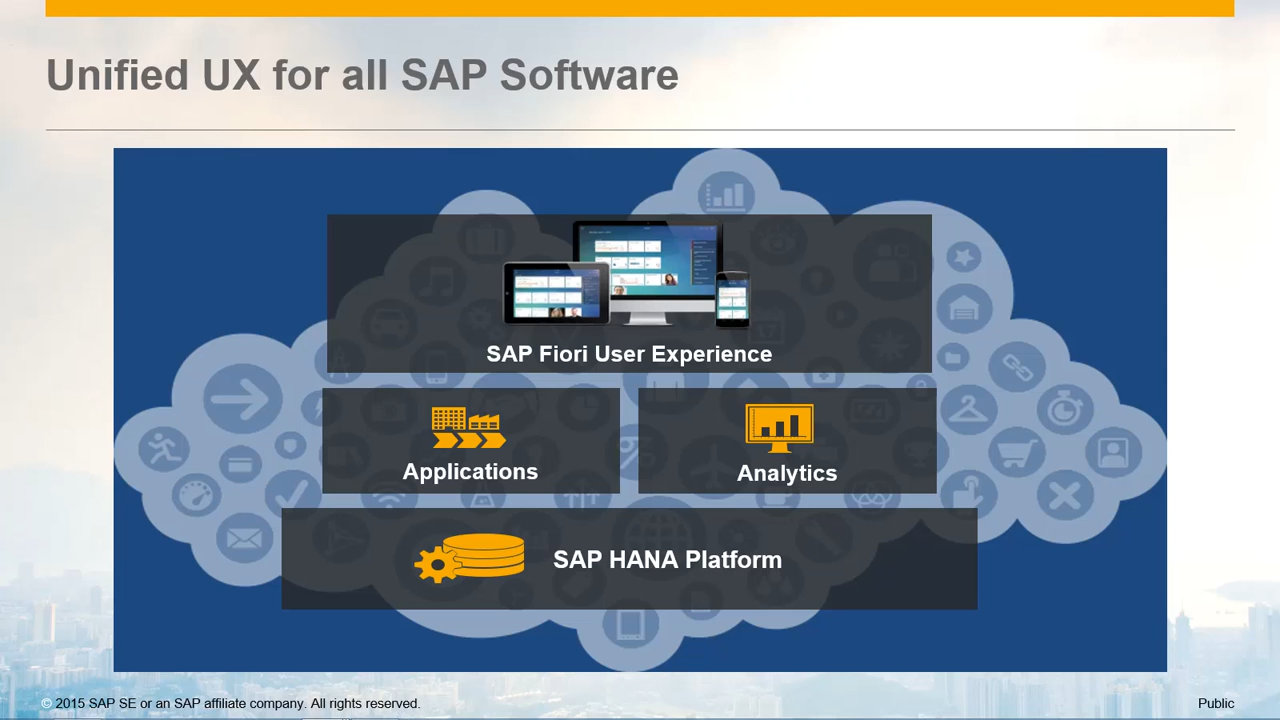 Unified UX for all SAP Software
SAP Fiori User Experience
Applications
Analytics
SAP HANA Platform
© 2015 SAP SE or an SAP affiliate company. All rights reserved.
Public